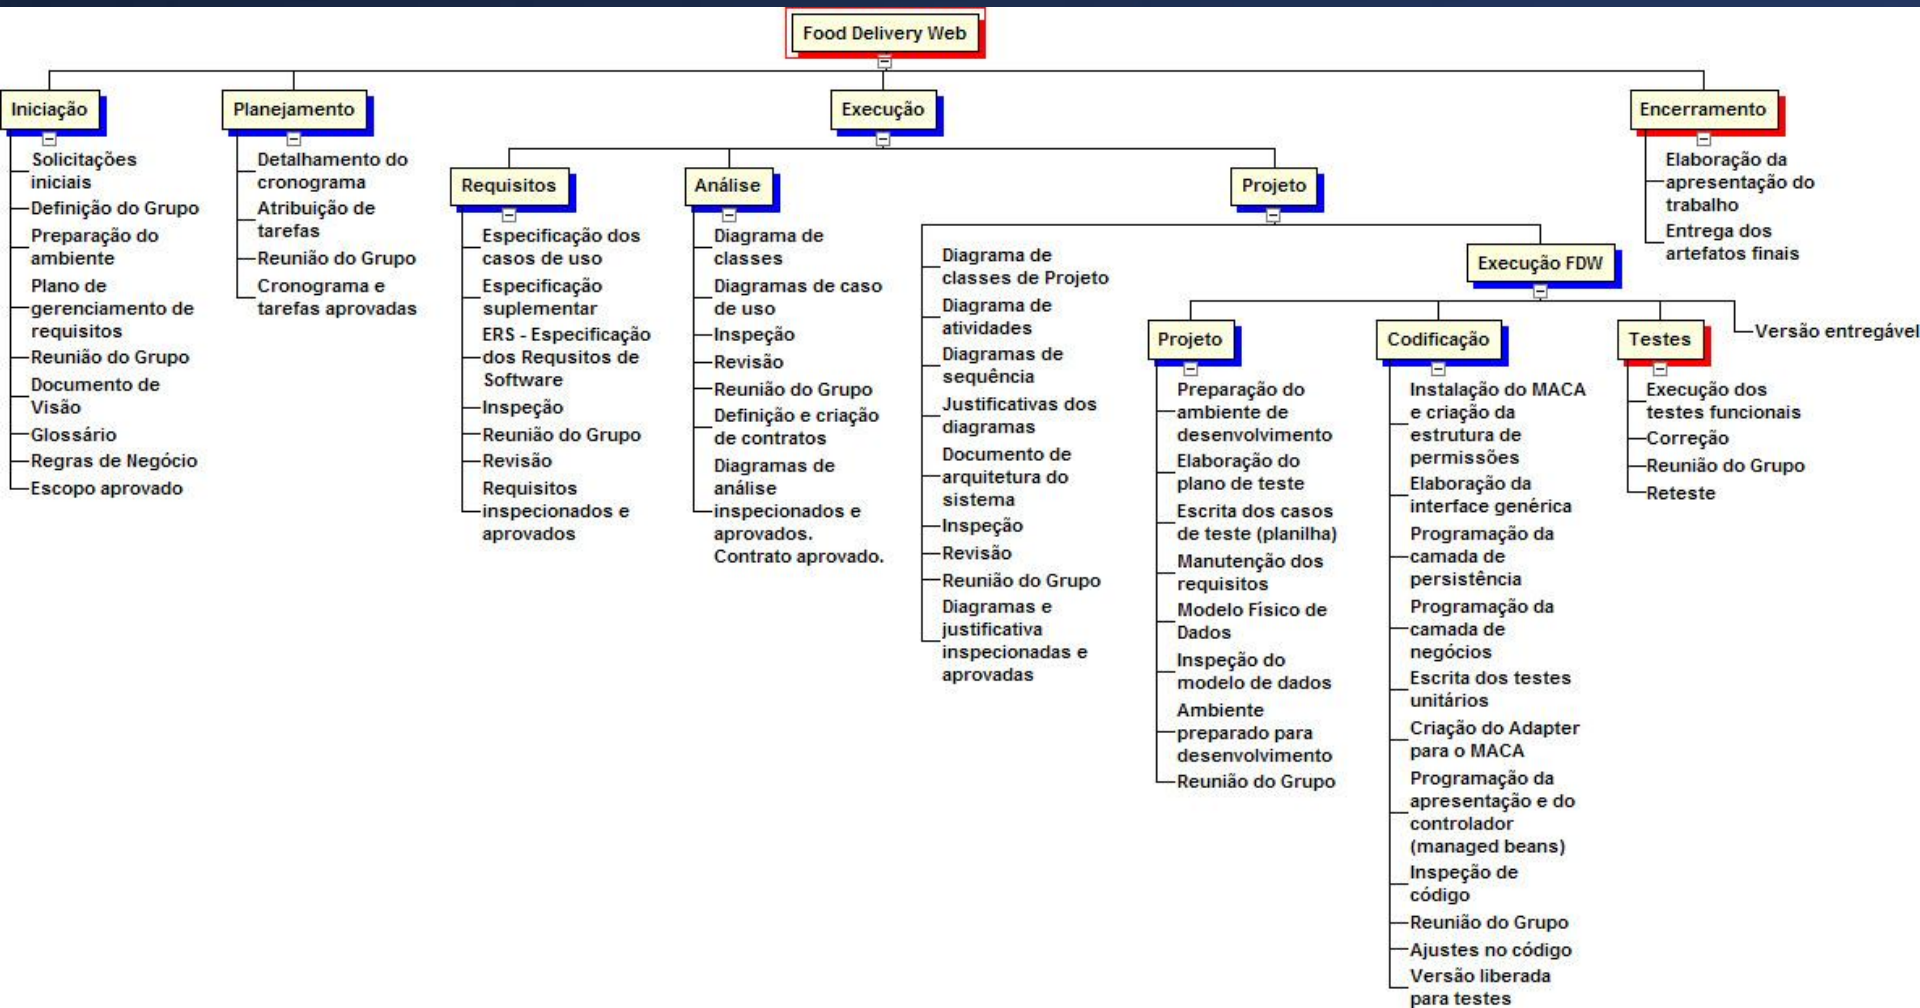 Food Delivery Web
Iniciação
Solicitações
iniciais
Definição do Grupo
Preparação do
ambiente
Plano de
gerenciamento de
requisitos
Reunião do Grupo
Documento de
Visão
Glossário
Regras de Negócio
Escopo aprovado
Planejamento
Detalhamento do
cronograma
Atribuição de
tarefas
Reunião do Grupo
Cronograma e
tarefas aprovadas
Execução
Requisitos
Especificação dos
casos de uso
Especificação
suplementar
ERS - Especificação
dos Requsitos de
Software
Inspeção
Reunião do Grupo
Revisão
Requisitos
inspecionados e
aprovados
Análise
Diagrama de
classes
Diagramas de caso
de uso
Inspeção
Revisão
Reunião do Grupo
Definição e criação
de contratos
Diagramas de
análise
inspecionados e
aprovados.
Contrato aprovado.
Projeto
Diagrama de
classes de Projeto
Diagrama de
atividades
Diagramas de
sequência
Justificativas dos
diagramas
Documento de
arquitetura do
sistema
Inspeção
Revisão
Reunião do Grupo
Diagramas e
justificativa
inspecionadas e
aprovadas
Execução FDW
Projeto
Preparação do
ambiente de
desenvolvimento
Elaboração do
plano de teste
Escrita dos casos
de teste (planilha)
Manutenção dos
requisitos
Modelo Físico de
Dados
Inspeção do
modelo de dados
Ambiente
preparado para
desenvolvimento
Reunião do Grupo
Codificação
Instalação do MACA
e criação da
estrutura de
permissões
Elaboração da
interface genérica
Programação da
camada de
persistência
Programação da
camada de
negócios
Escrita dos testes
unitários
Criação do Adapter
para o MACA
Programação da
apresentação e do
controlador
(managed beans)
Inspeção de
código
Reunião do Grupo
Ajustes no código
Versão liberada
para testes
Testes
Execução dos
testes funcionais
Correção
Reunião do Grupo
Reteste
Versão entregável
Encerramento
Elaboração da
apresentação do
trabalho
Entrega dos
artefatos finais